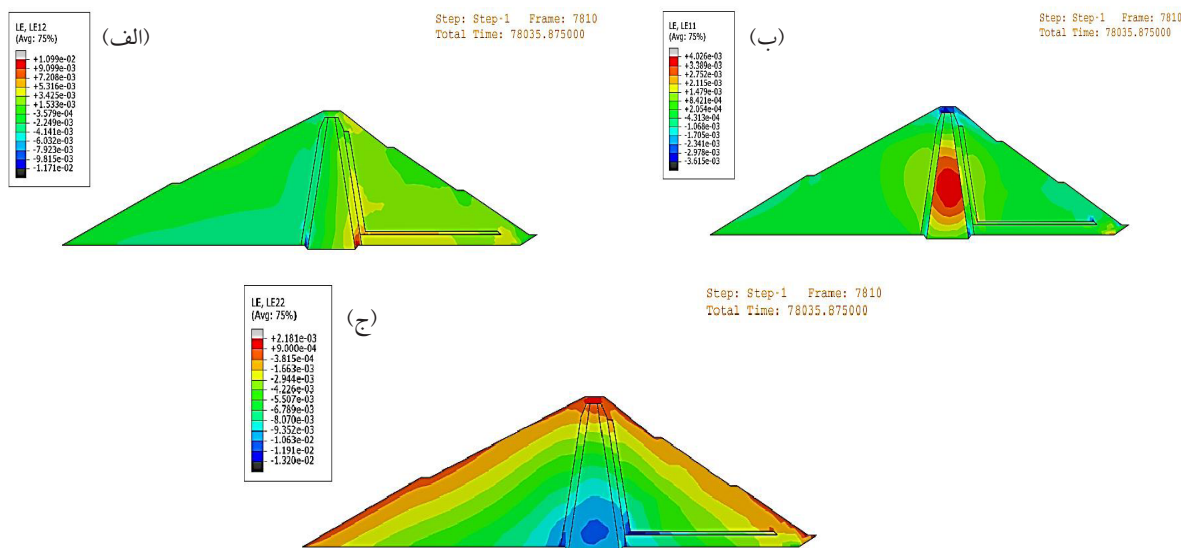 LE, LE12
(Avg: 75%)
+1.099e-02
+9.099e-03
+7.208e-03
+5.316e-03
+3.425e-03
+1.533e-03
-3.579e-04
-2.249e-03
-4.141e-03
-6.032e-03
-7.923e-03
-9.815e-03
-1.171e-02
(الف)
Step: Step-1 Frame: 7810
Total Time: 78035.875000
LE, LE11
(Avg: 75%)
+4.026e-03
+3.389e-03
+2.752e-03
+2.115e-03
+1.479e-03
+8.421e-04
+2.054e-04
-4.313e-04
-1.068e-03
-1.705e-03
-2.341e-03
-2.978e-03
-3.615e-03
(ب)
Step: Step-1 Frame: 7810
Total Time: 78035.875000
LE, LE22
(Avg: 75%)
+2.181e-03
+9.000e-04
-3.815e-04
-1.663e-03
-2.944e-03
-4.226e-03
-5.507e-03
-6.789e-03
-8.070e-03
-9.352e-03
-1.063e-02
-1.191e-02
-1.320e-02
(ج)
Step: Step-1 Frame: 7810
Total Time: 78035.875000